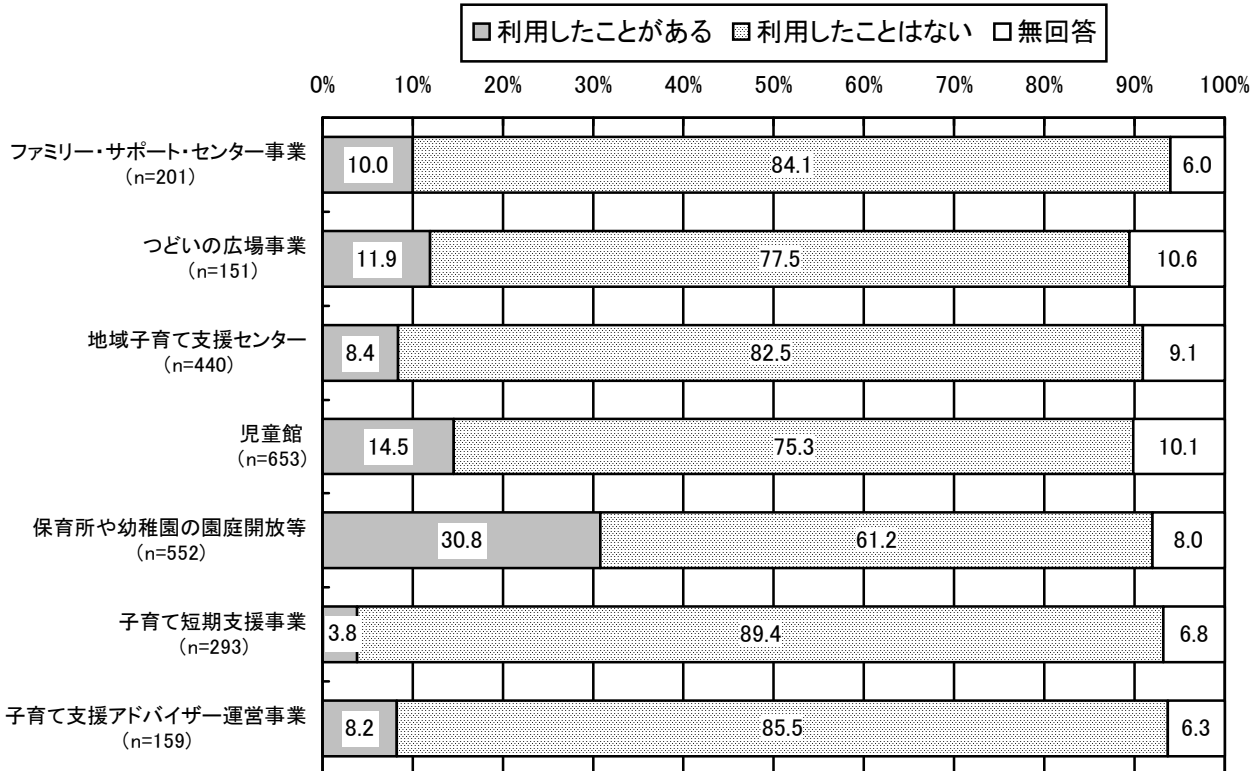 利用したことがある 利用したことはない 無回答
0% 10% 20% 30% 40% 50% 60% 70% 80% 90% 100%
ファミリー・サポート・センター事業
(n=201)
10.0 84.1 6.0
つどいの広場事業
(n=151)
11.9 77.5 10.6
地域子育て支援センター
(n=440)
8.4 82.5 9.1
児童館
(n=653)
14.5 75.3 10.1
保育所や幼稚園の園庭開放等
(n=552)
30.8 61.2 8.0
子育て短期支援事業
(n=293)
3.8 89.4 6.8
子育て支援アドバイザー運営事業
(n=159)
8.2 85.5 6.3